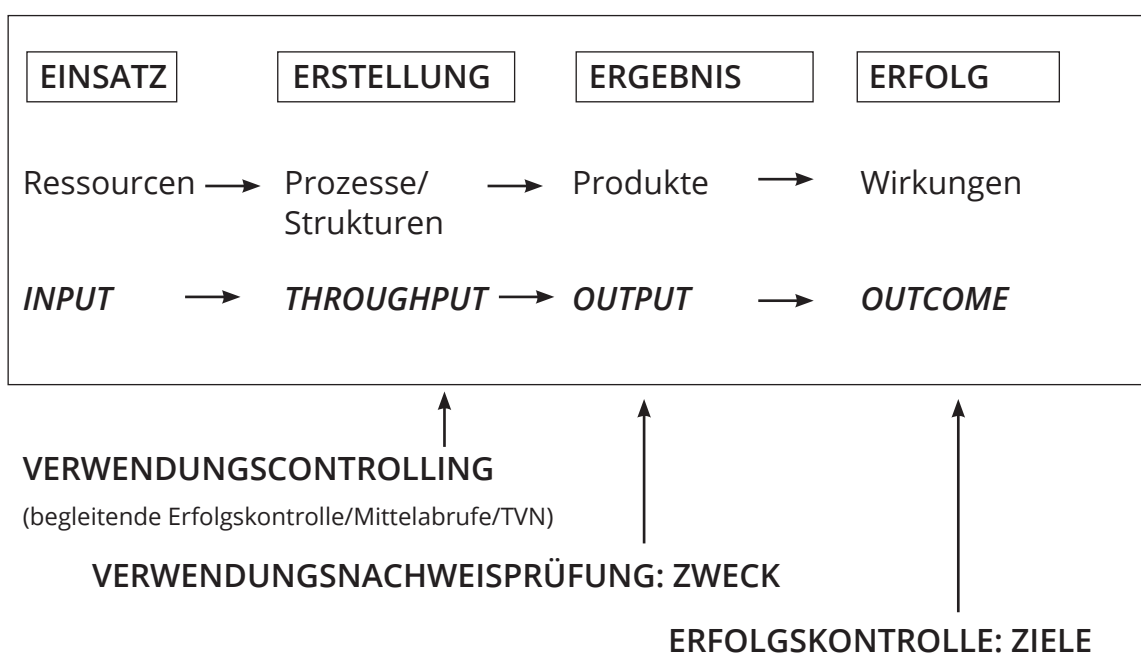 EINSATZ ERSTELLUNG ERGEBNIS ERFOLG
Ressourcen Prozesse/ Produkte Wirkungen
Strukturen
INPUT THROUGHPUT OUTPUT OUTCOME
VERWENDUNGSCONTROLLING
(begleitende Erfolgskontrolle/Mittelabrufe/TVN)
VERWENDUNGSNACHWEISPRÜFUNG: ZWECK
ERFOLGSKONTROLLE: ZIELE